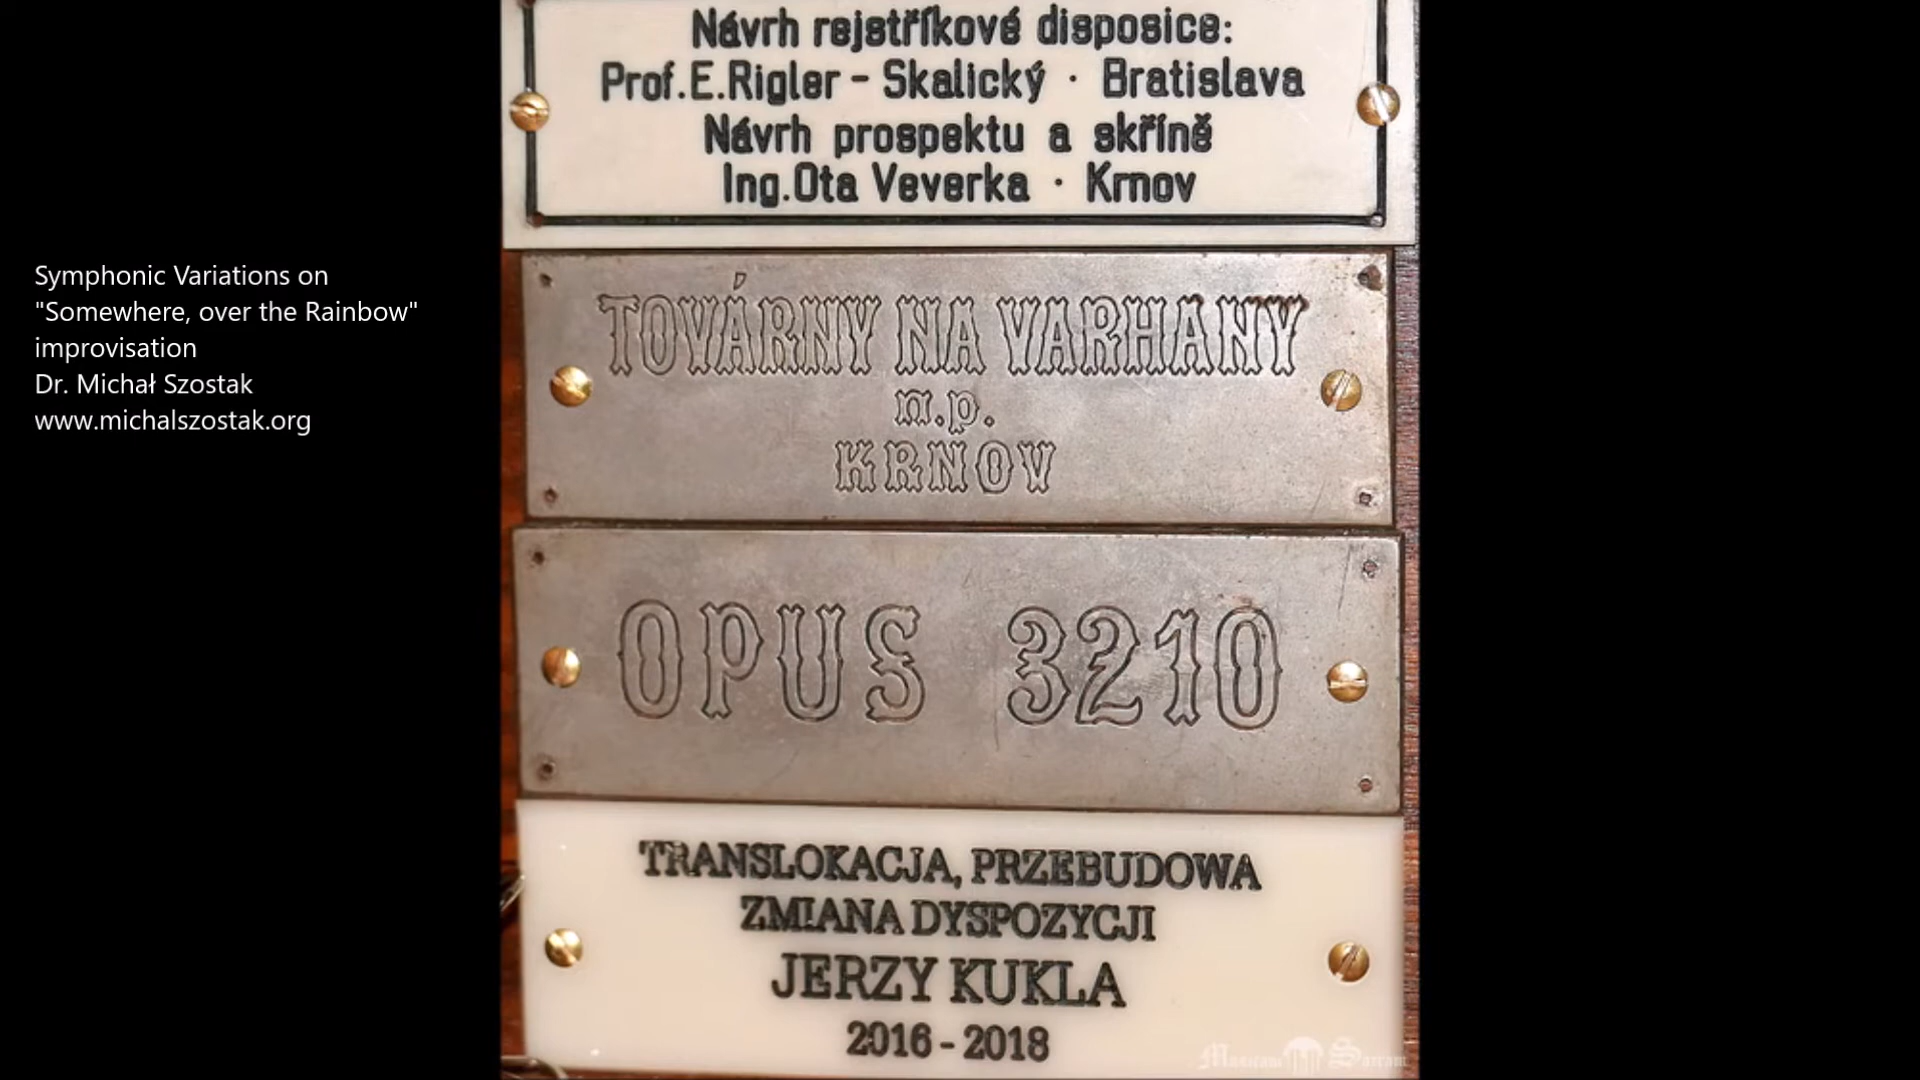 Symphonic Variations on
"Somewhere, over the Rainbow"
improvisation
Dr. Michał Szostak
www.michalszostak.org
Návrh rejstříkové disposice:
Prof.E.Rigler - Skalický · Bratislava
Návrh prospektu a skříně
Ing.Ota Veverka · Krnov
TOVÁRNY NA VARHANY
n.p.
KRNOV
OPUS 3210
TRANSLOKACJA, PRZEBUDOWA
ZMIANA DYSPOZYCJI
JERZY KUKLA
2016 - 2018
Musicam Sacram